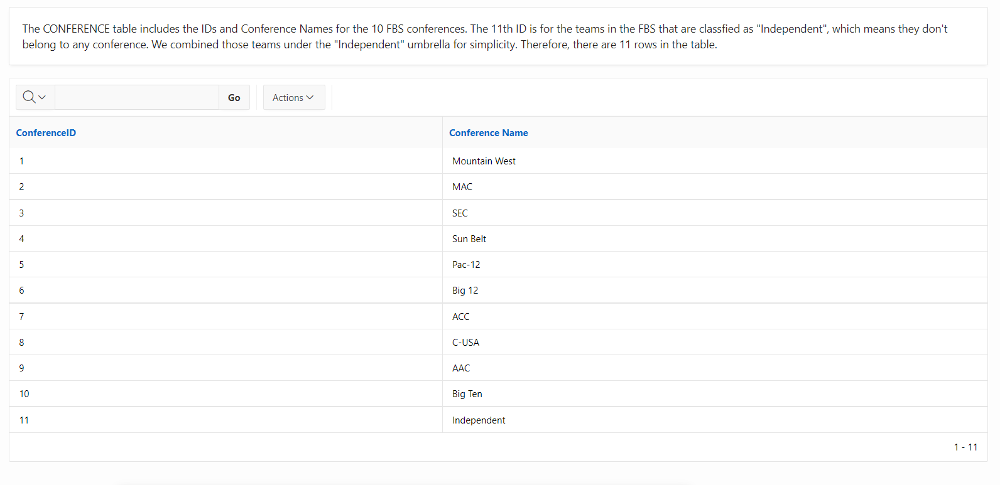 The CONFERENCE table includes the IDs and Conference Names for the 10 FBS conferences. The 11th ID is for the teams in the FBS that are classfied as "Independent", which means they don't
belong to any conference. We combined those teams under the "Independent" umbrella for simplicity. Therefore, there are 11 rows in the table.
Go Actions
ConferenceID Conference Name
1 Mountain West
2 MAC
3 SEC
4 Sun Belt
5 Pac-12
6 Big 12
7 ACC
8 C-USA
9 AAC
10 Big Ten
11 Independent
1 - 11